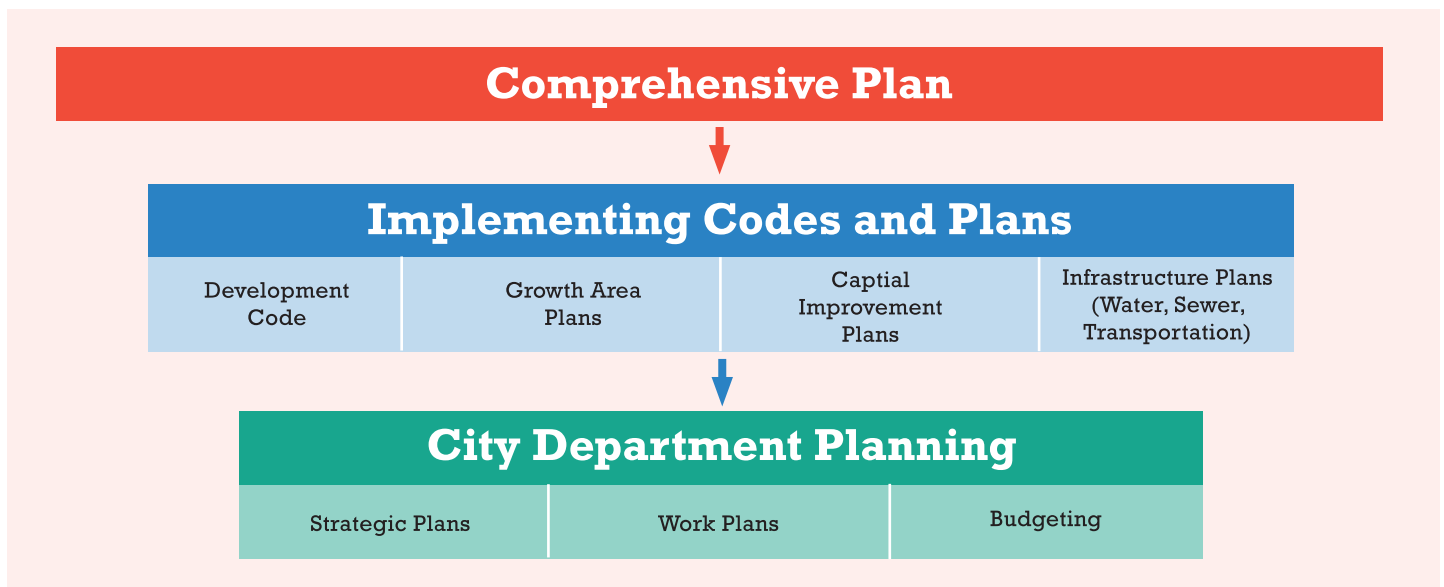 Comprehensive Plan
Implementing Codes and Plans
Development
Code
Growth Area
Plans
Captial
Improvement
Plans
Infrastructure Plans
(Water, Sewer,
Transportation)
City Department Planning
Strategic Plans
Work Plans
Budgeting